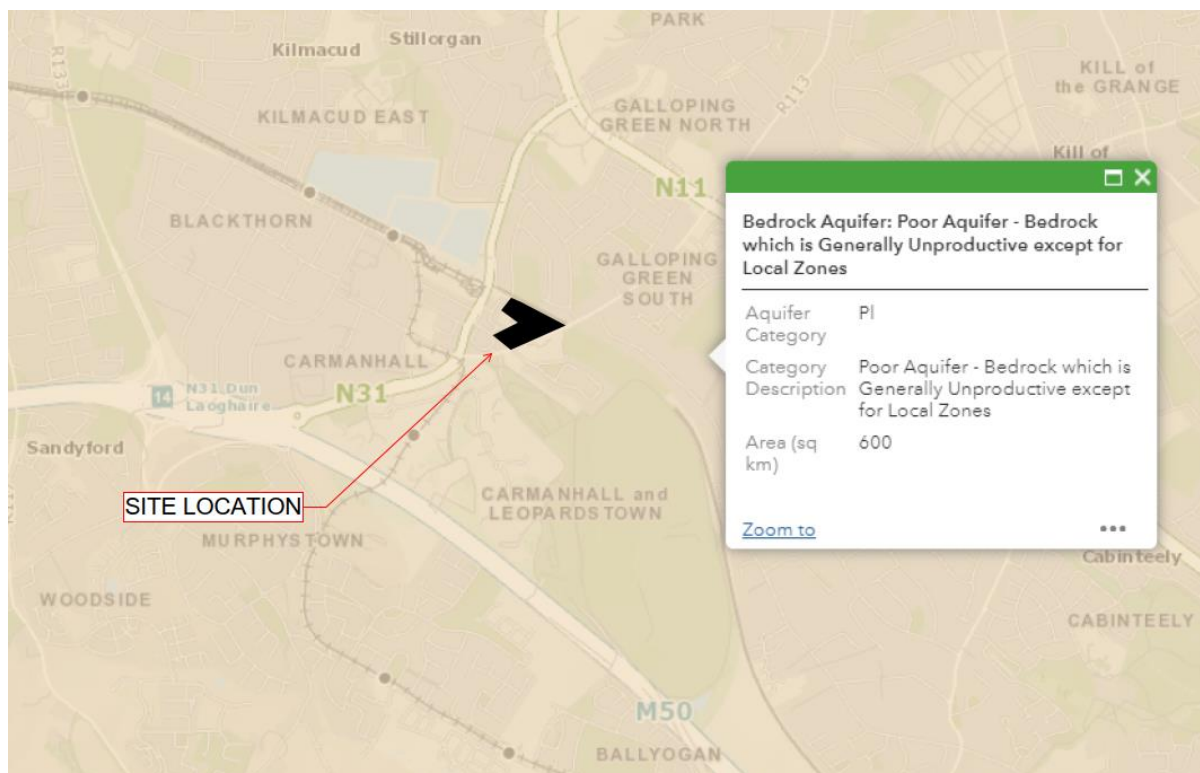 PARK
Stillorgan
Kilmacud
R133
KILL of
the GRANGE
R113
GALLOPING
GREEN NORTH
KILMACUD EAST
Kill of
N11
BLACKTHORN
GALLOPING
GREEN
SOUTH
CARMANHALL
14
N31 Dun
Laoghaire
N31
Sandyford
SITE LOCATION
CARMANHALL and
LEOPARDSTOWN
MURPHYSTOWN
WOODSIDE
M50
BALLYOGAN
Bedrock Aquifer: Poor Aquifer - Bedrock
which is Generally Unproductive except for
Local Zones
Aquifer
Category
Pl
Category
Description
Poor Aquifer - Bedrock which is
Generally Unproductive except
for Local Zones
Area (sq
km)
600
Zoom to
Cabinteely
CABINTEELY